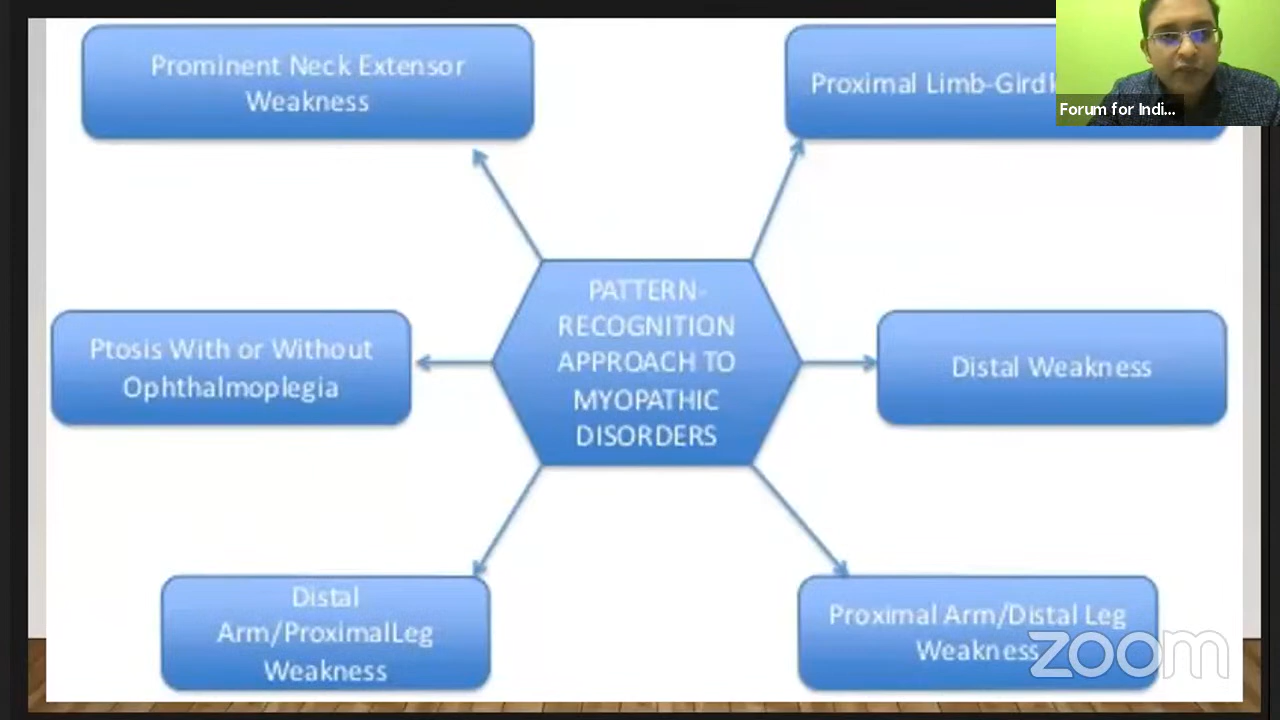 Prominent Neck Extensor
Weakness
Proximal Limb-Girdl
Forum for Indi...
PATTERN-
RECOGNITION
APPROACH TO
MYOPATHIC
DISORDERS
Ptosis With or Without
Ophthalmoplegia
Distal Weakness
Distal
Arm/ProximalLeg
Weakness
Proximal Arm/Distal Leg
Weakness
zoom